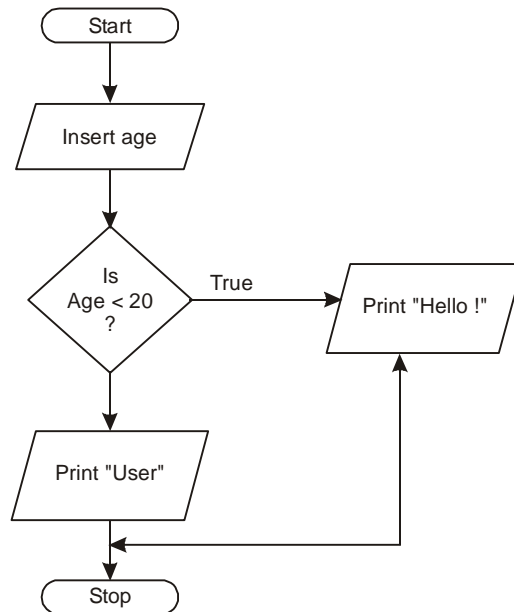 Start
Insert age
Is
Age < 20
?
True
Print "Hello !"
Print "User"
Stop